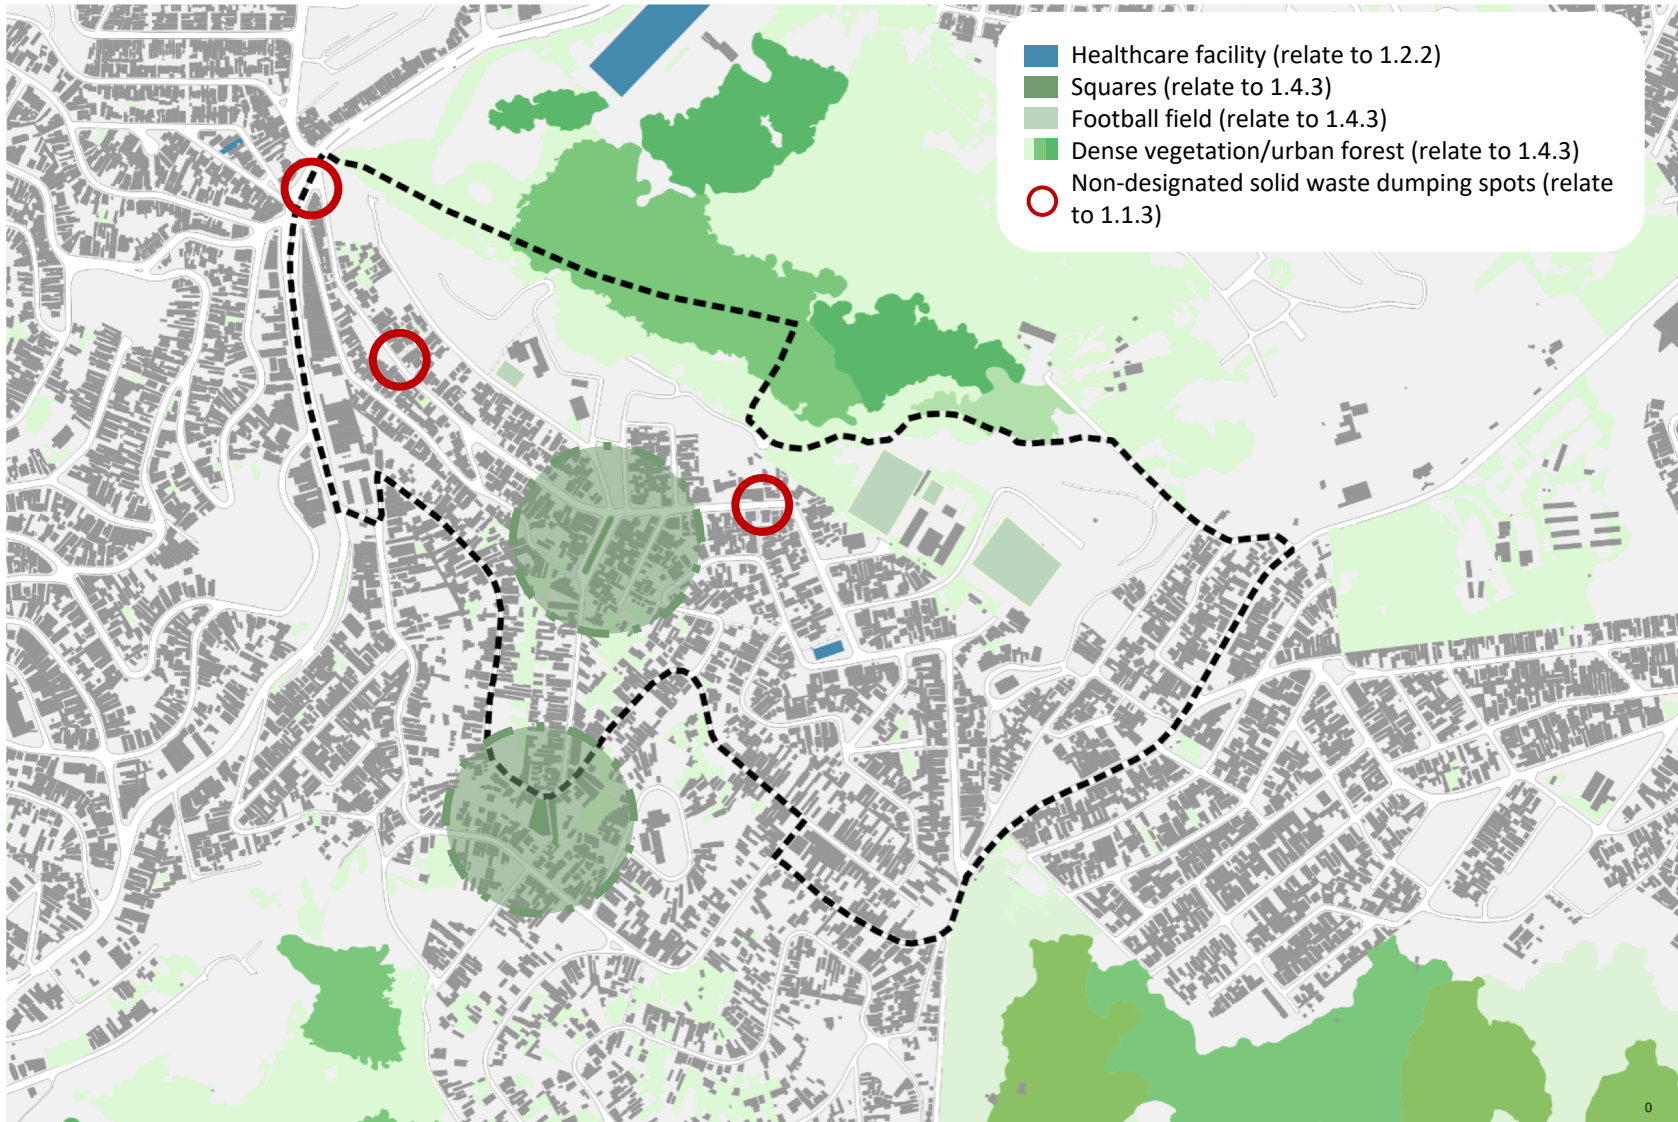 Healthcare facility (relate to 1.2.2)
Squares (relate to 1.4.3)
Football field (relate to 1.4.3)
Dense vegetation/urban forest (relate to 1.4.3)
Non-designated solid waste dumping spots (relate
to 1.1.3)
0